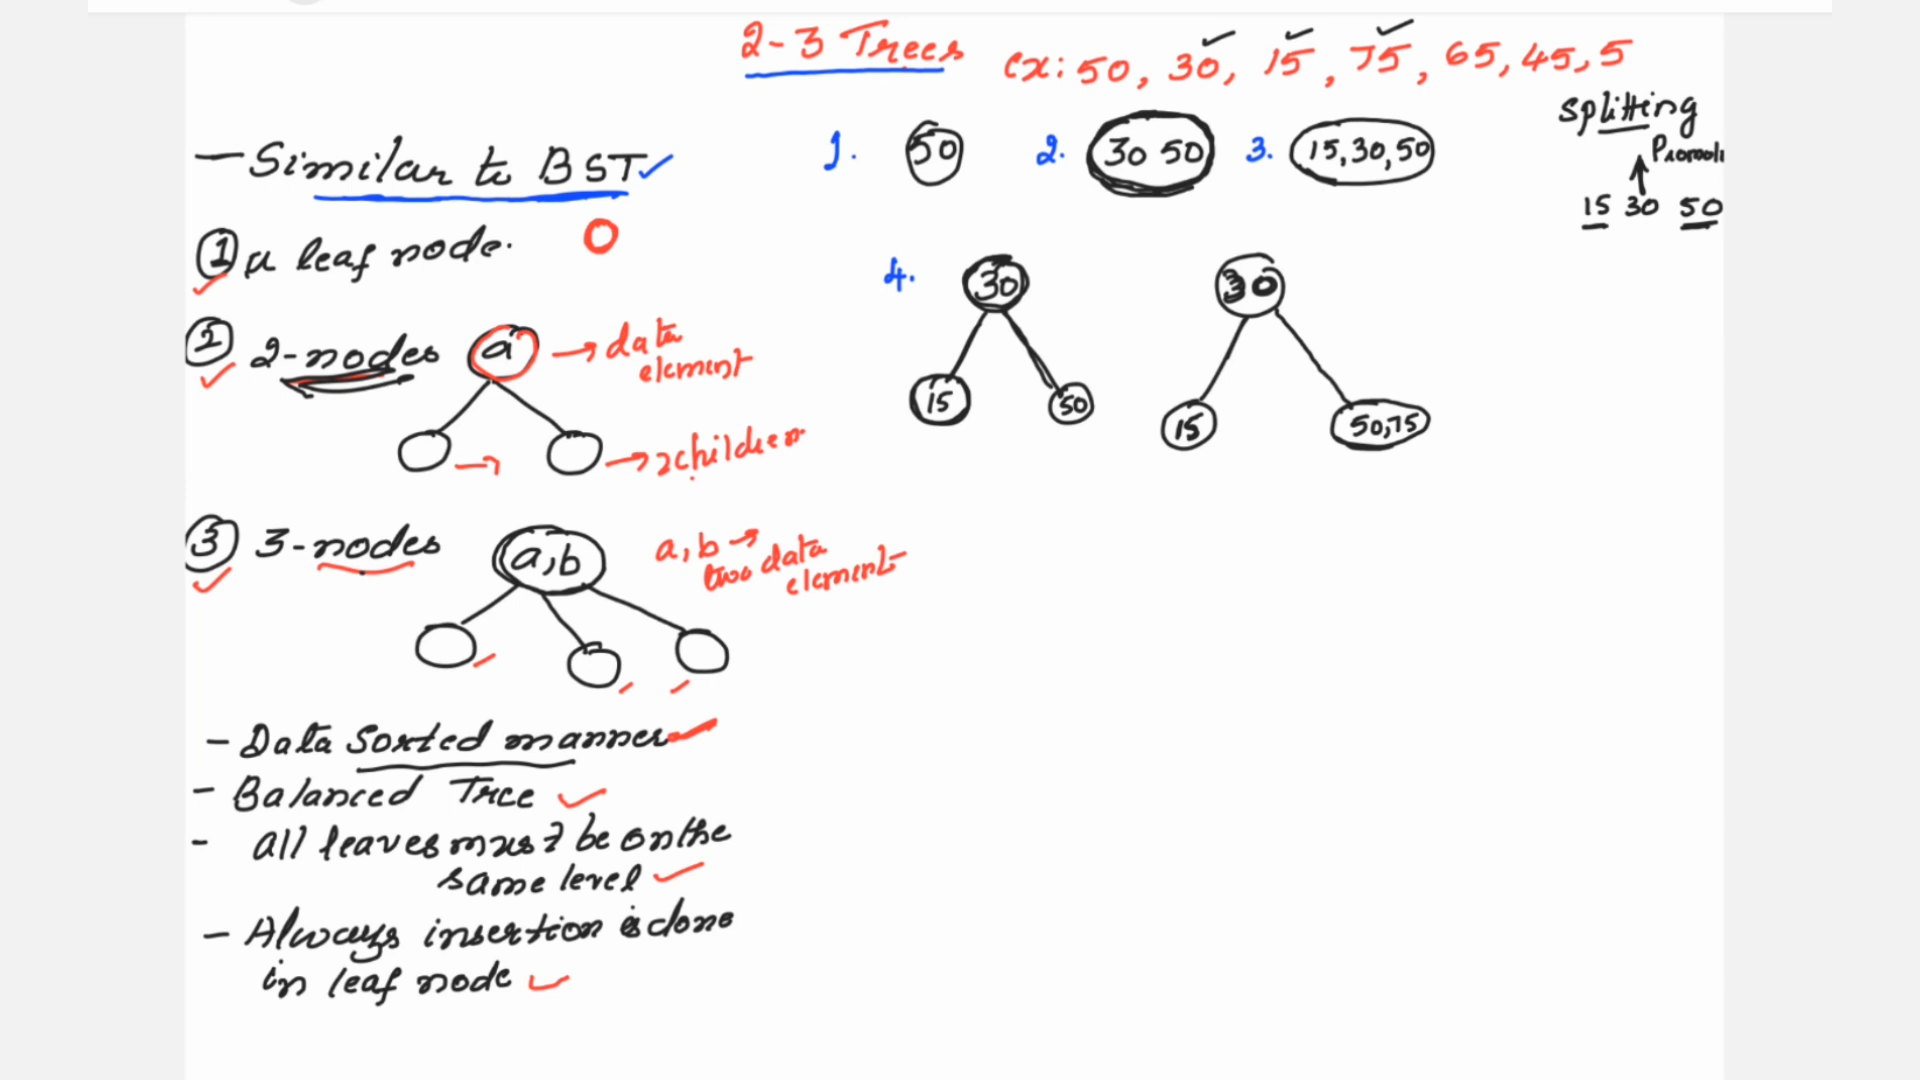 2-3 Trees ex: 50, 30, 15, 75, 65, 45, 5
- Similar to BST
1. 50 2. 30 50 3. 15, 30, 50
Splitting
15 30 50
1 a leaf node.
4. 30 30
15 50 15 50,75
2 2-nodes a → data
element
→ 2 children
3 3-nodes a,b a, b → two data
element
- Data Sorted manner
- Balanced Tree
- All leaves must be on the
same level
- Always insertion is done
in leaf node